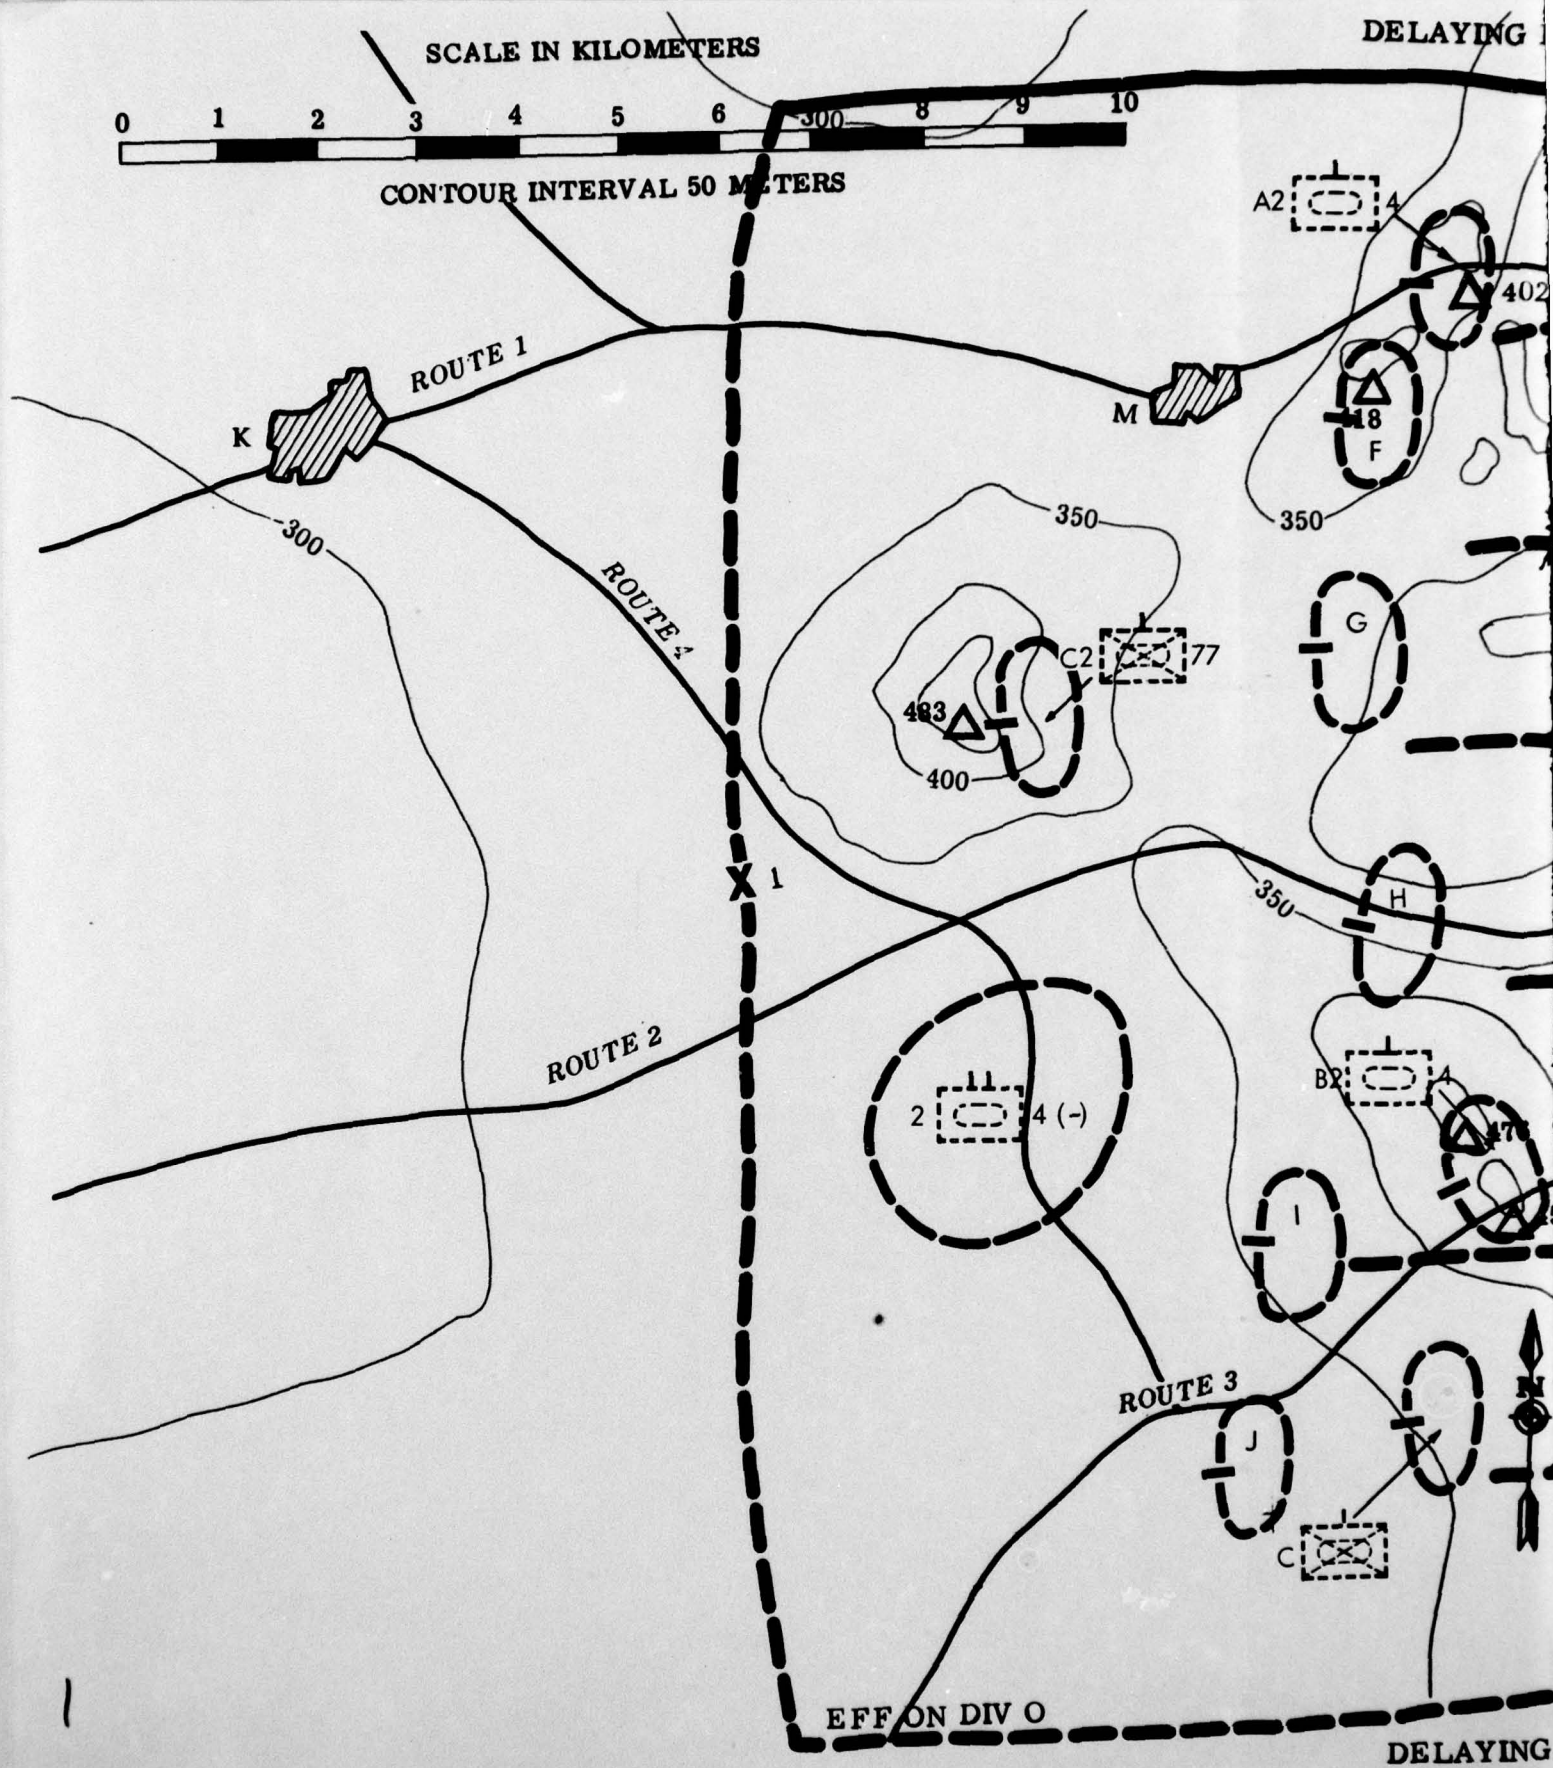 DELAYING
SCALE IN KILOMETERS
0 1 2 3 4 5 6 8 9 10
300
CONTOUR INTERVAL 50 METERS
A2 4
402
ROUTE 1
K
M
F
350
350
300
ROUTE 4
G
C2 77
483
400
1
350
H
ROUTE 2
B2 4
2 4 (-)
I
N
ROUTE 3
J
C
EFF ON DIV O
DELAYING